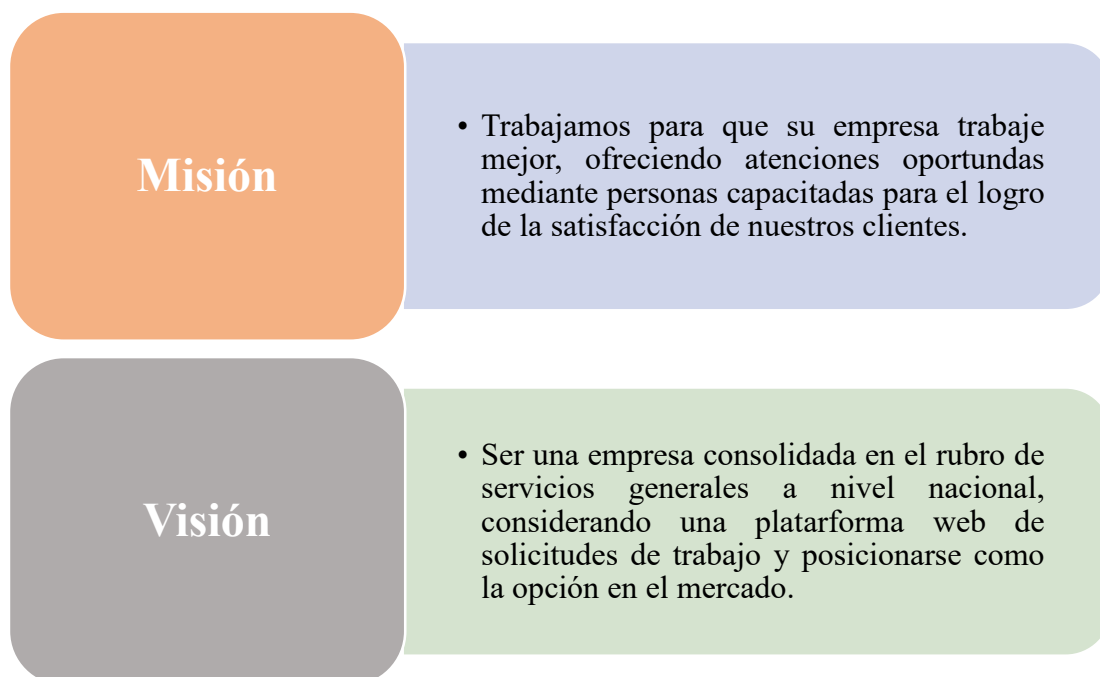 Misión
• Trabajamos para que su empresa trabaje
mejor, ofreciendo atenciones oportundas
mediante personas capacitadas para el logro
de la satisfacción de nuestros clientes.
Visión
• Ser una empresa consolidada en el rubro de
servicios generales a nivel nacional,
considerando una platarforma web de
solicitudes de trabajo y posicionarse como
la opción en el mercado.